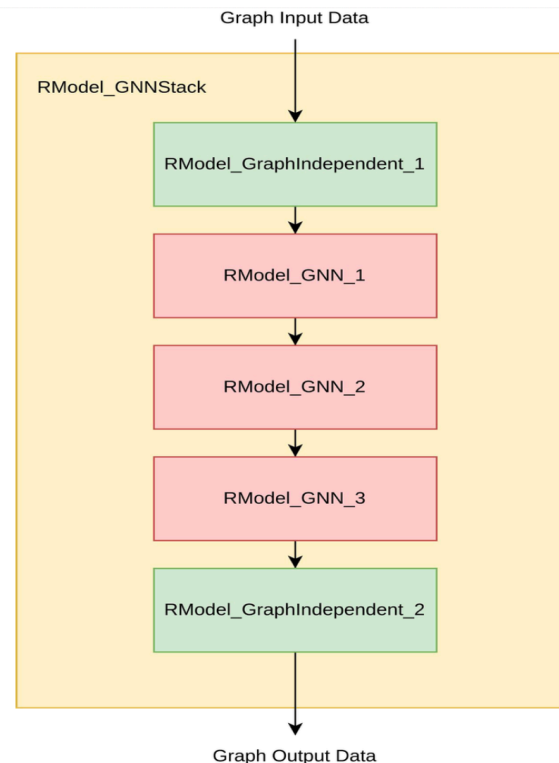 Graph Input Data
RModel_GNNStack
RModel_GraphIndependent_1
RModel_GNN_1
RModel_GNN_2
RModel_GNN_3
RModel_GraphIndependent_2
Graph Output Data